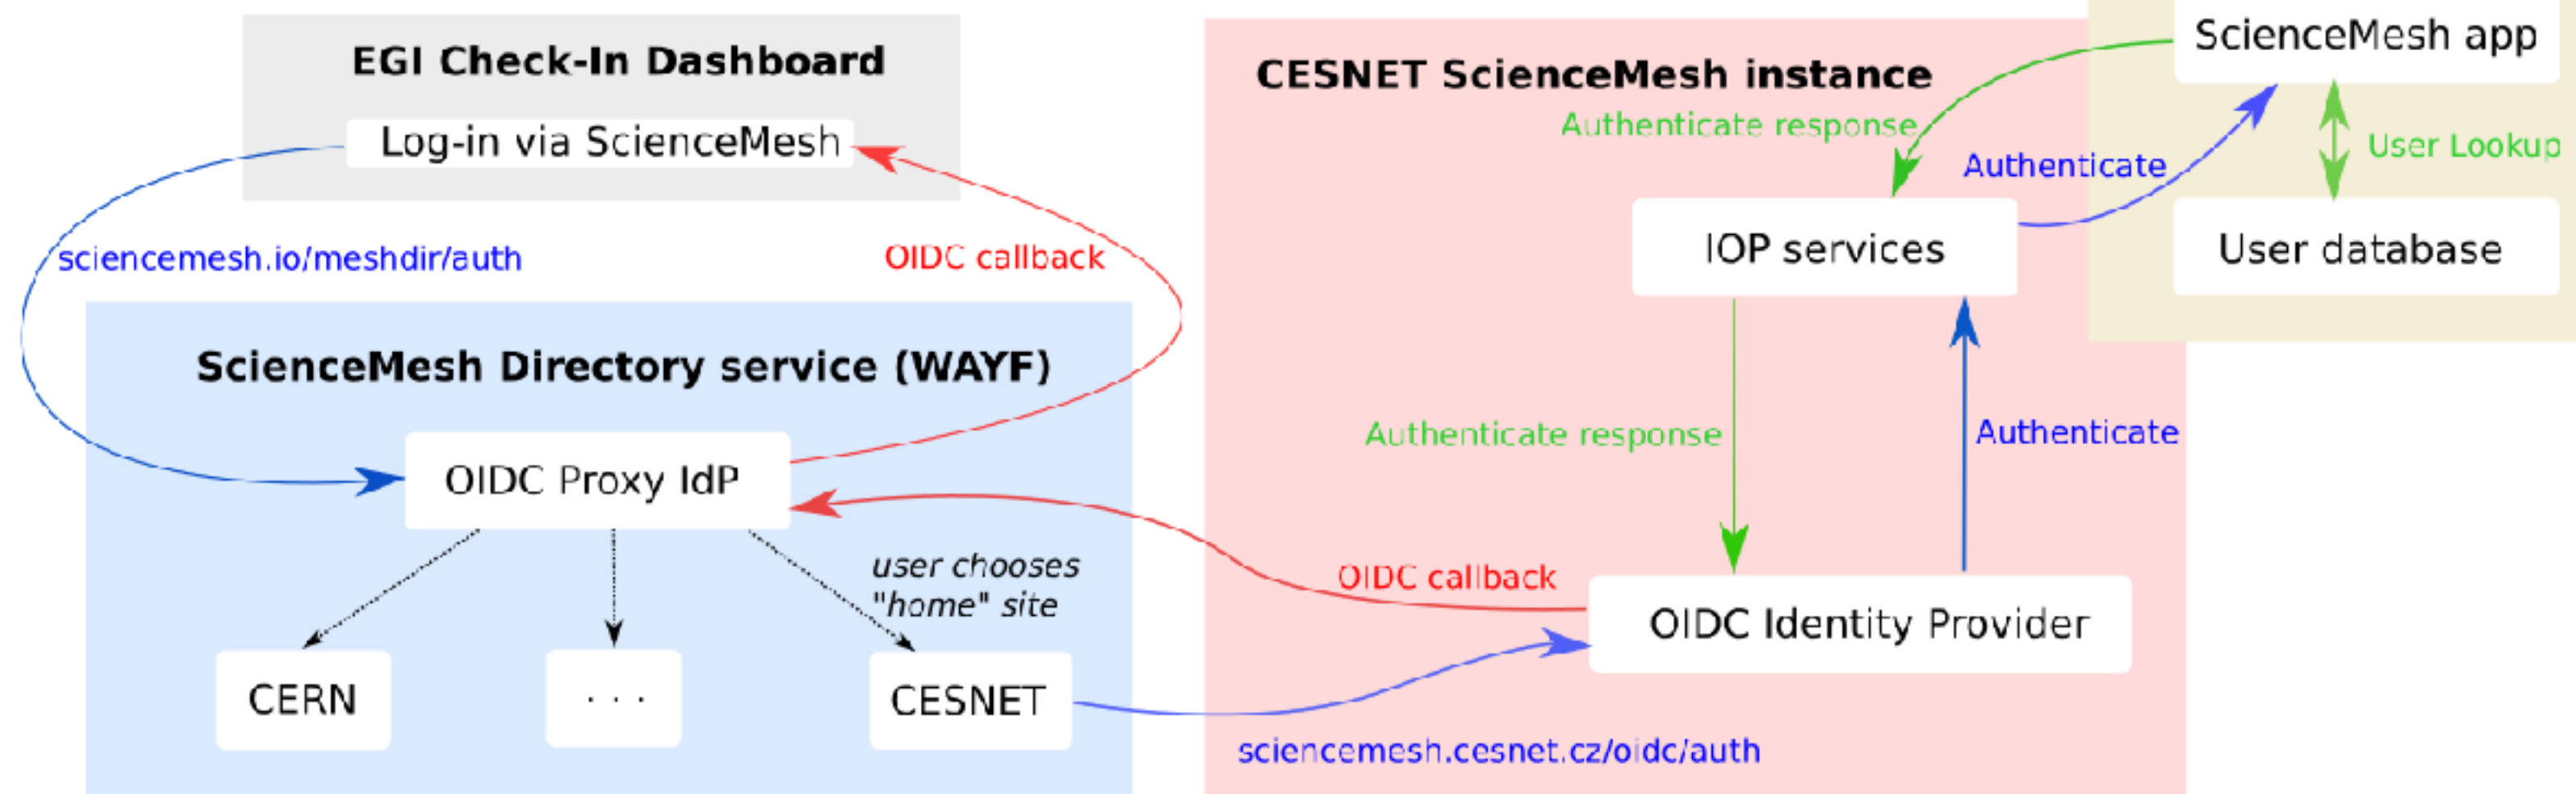 EGI Check-In Dashboard
Log-in via ScienceMesh
sciencemesh.io/meshdir/auth
OIDC callback
ScienceMesh Directory service (WAYF)
OIDC Proxy IdP
user chooses
"home" site
CERN
. . .
CESNET
CESNET ScienceMesh instance
Authenticate response
Authenticate
IOP services
Authenticate response
Authenticate
OIDC callback
OIDC Identity Provider
sciencemesh.cesnet.cz/oidc/auth
ScienceMesh app
User Lookup
User database